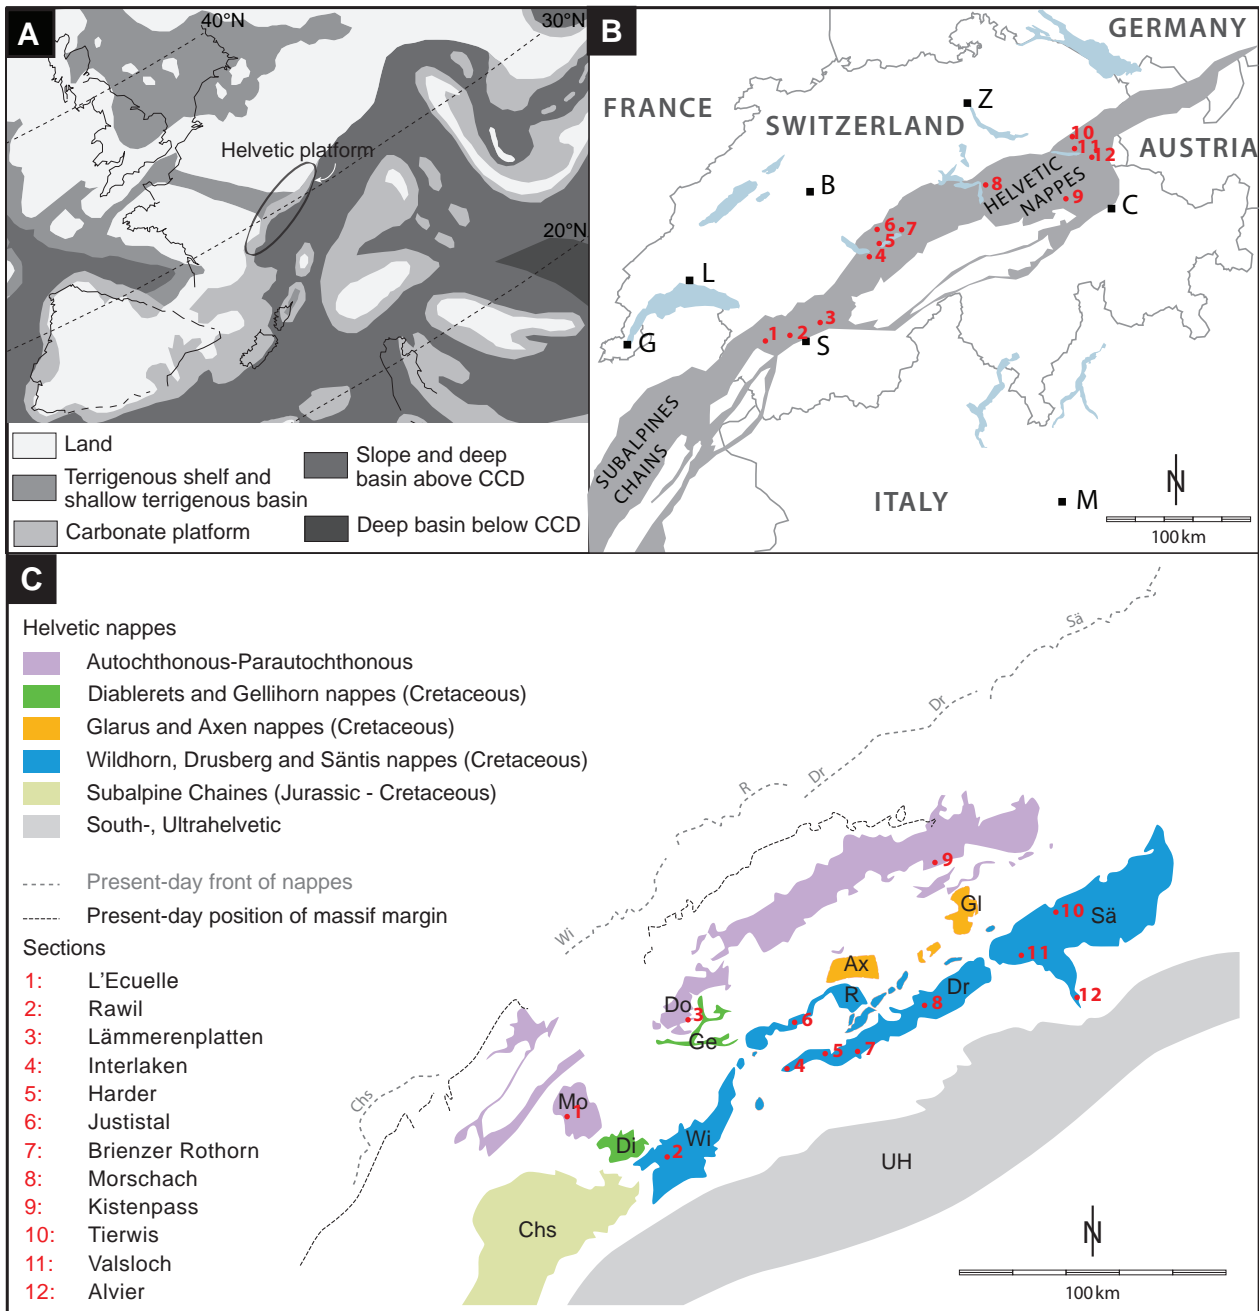 A
40°N
30°N
Helvetic platform
20°N
Land
Terrigenous shelf and
shallow terrigenous basin
Carbonate platform
Slope and deep
basin above CCD
Deep basin below CCD
B
GERMANY
FRANCE
Z
SWITZERLAND
10
11
12
AUSTRIA
B
8
HELVETIC
NAPPES
9
C
6
7
5
4
L
3
G
1
2
S
SUBALPINES
CHAINS
ITALY
M
N
100 km
C
Helvetic nappes
Autochthonous-Parautochthonous
Diablerets and Gellihorn nappes (Cretaceous)
Glarus and Axen nappes (Cretaceous)
Wildhorn, Drusberg and Säntis nappes (Cretaceous)
Subalpine Chaines (Jurassic - Cretaceous)
South-, Ultrahelvetic
Present-day front of nappes
Present-day position of massif margin
Sections
1: L'Ecuelle
2: Rawil
3: Lämmerenplatten
4: Interlaken
5: Harder
6: Justistal
7: Brienzer Rothorn
8: Morschach
9: Kistenpass
10: Tierwis
11: Valsloch
12: Alvier
Sä
Dr
Dr
R
Wi
Chs
9
Gl
10
Sä
Ax
11
R
Dr
8
12
Do
3
6
Ge
5
7
4
Mo
1
Di
Wi
2
UH
Chs
N
100 km